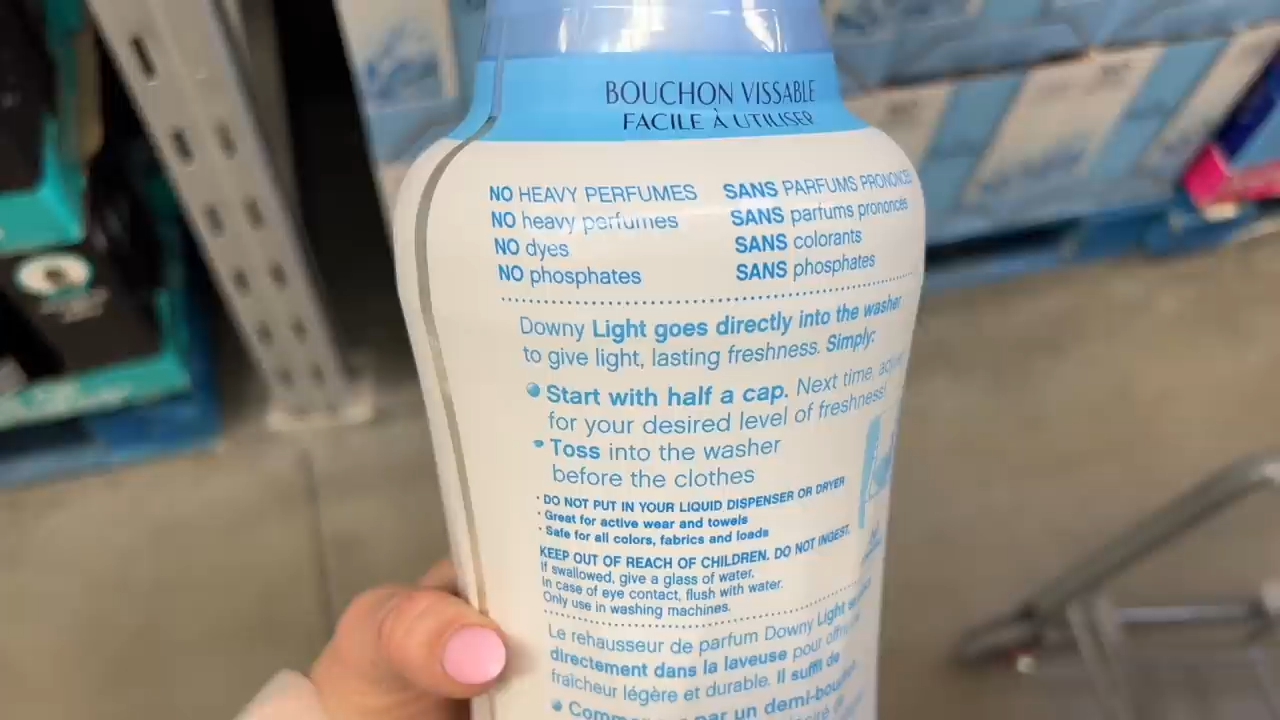 BOUCHON VISSABLE
FACILE À UTILISER
NO HEAVY PERFUMES
NO heavy perfumes
NO dyes
NO phosphates
SANS PARFUMS PRONONCÉS
SANS parfums prononcés
SANS colorants
SANS phosphates
Downy Light goes directly into the washer
to give light, lasting freshness. Simply:
Start with half a cap. Next time,
for your desired level of freshness!
• Toss into the washer
before the clothes
· DO NOT PUT IN YOUR LIQUID DISPENSER OR DRYER
· Great for active wear and towels
· Safe for all colors, fabrics and loads
KEEP OUT OF REACH OF CHILDREN. DO NOT INGEST.
If swallowed, give a glass of water.
In case of eye contact, flush with water.
Only use in washing machines.
Le rehausseur de parfum Downy Light
directement dans la laveuse pour
fraîcheur légère et durable. Il suffit de
par un demi-bouchon.